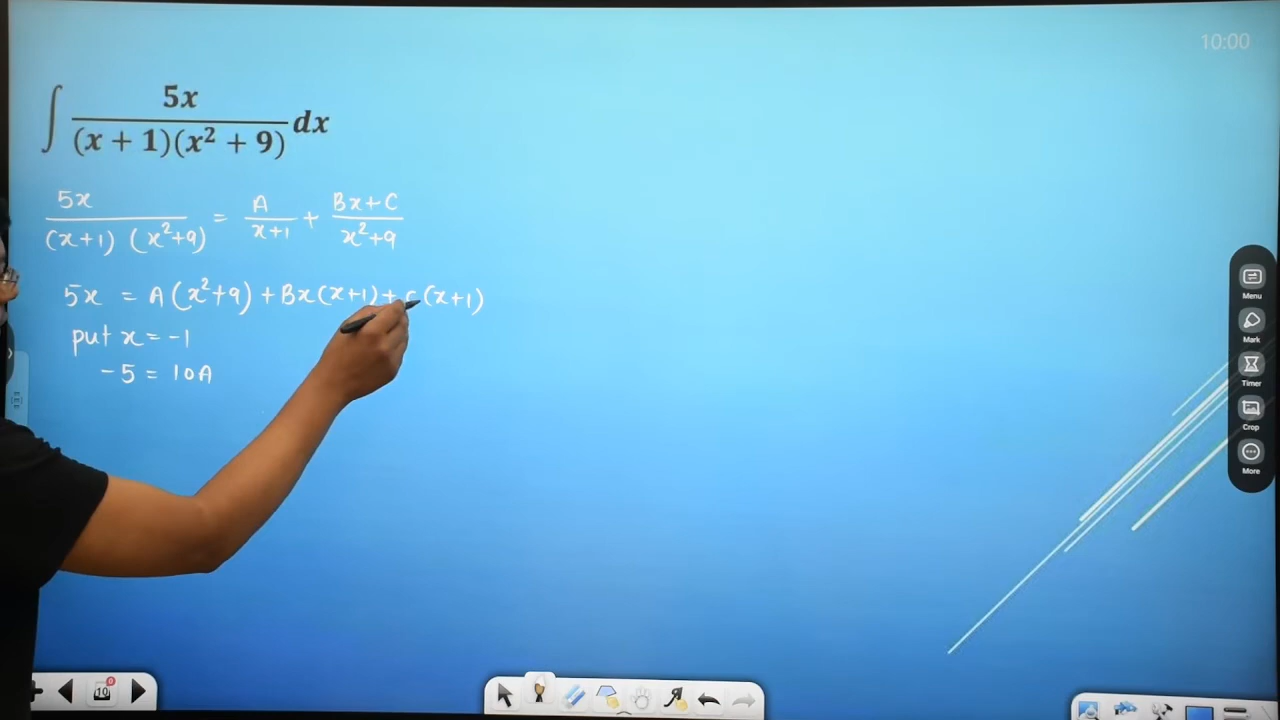 10:00
∫ 5x / (x + 1)(x² + 9) dx
5x / (x+1) (x²+9) = A / x+1 + Bx+C / x²+9
5x = A(x²+9) + Bx(x+1) + C(x+1)
put x = -1
-5 = 10A
Menu
Mark
Timer
Crop
More
10